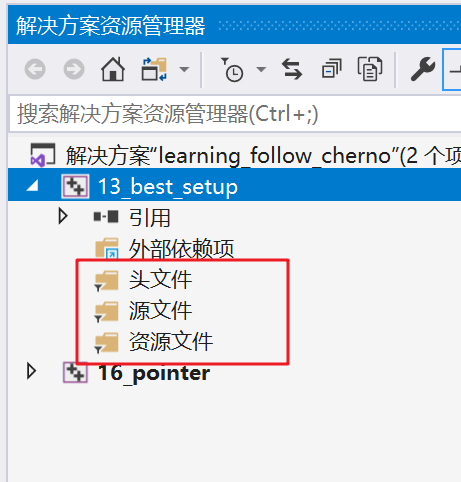 解决方案资源管理器
搜索解决方案资源管理器(Ctrl+;)
解决方案“learning_follow_cherno”(2 个项
13_best_setup
引用
外部依赖项
头文件
源文件
资源文件
16_pointer